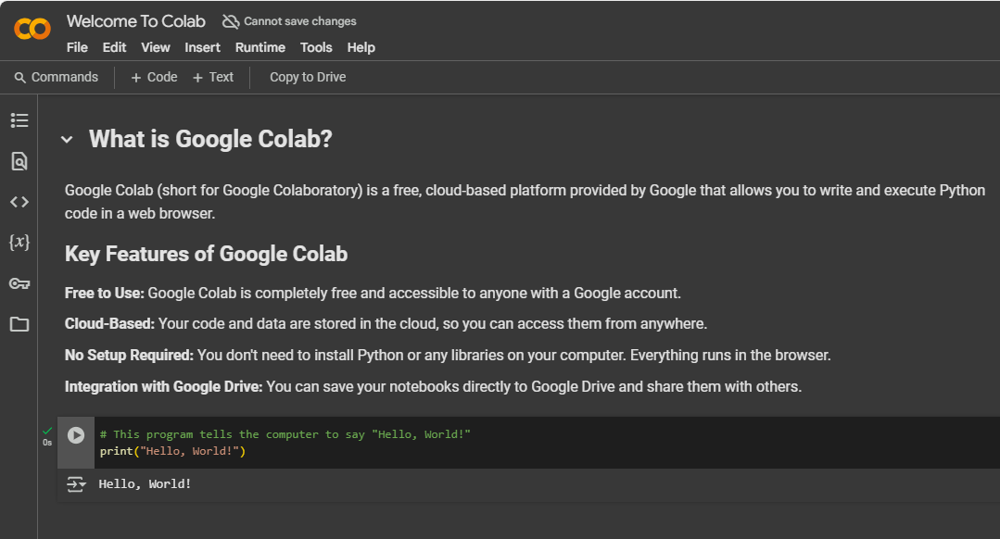 Welcome To Colab Cannot save changes
File Edit View Insert Runtime Tools Help
Commands + Code + Text Copy to Drive
What is Google Colab?
Google Colab (short for Google Colaboratory) is a free, cloud-based platform provided by Google that allows you to write and execute Python
code in a web browser.
Key Features of Google Colab
Free to Use: Google Colab is completely free and accessible to anyone with a Google account.
Cloud-Based: Your code and data are stored in the cloud, so you can access them from anywhere.
No Setup Required: You don't need to install Python or any libraries on your computer. Everything runs in the browser.
Integration with Google Drive: You can save your notebooks directly to Google Drive and share them with others.
# This program tells the computer to say "Hello, World!"
0s
print("Hello, World!")
Hello, World!